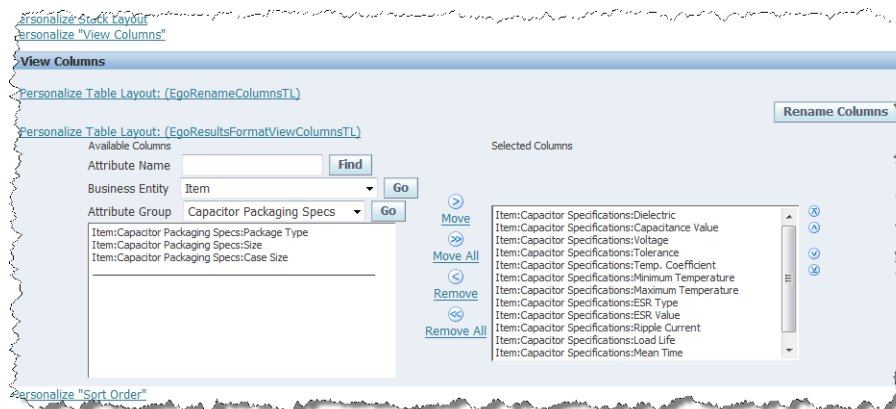 Personalize Stack Layout
Personalize "View Columns"
View Columns
Personalize Table Layout: (EgoRenameColumnsTL)
Rename Columns
Personalize Table Layout: (EgoResultsFormatViewColumnsTL)
Available Columns
Selected Columns
Attribute Name
Find
Business Entity Item Go
Attribute Group Capacitor Packaging Specs Go
Item:Capacitor Packaging Specs:Package Type
Item:Capacitor Packaging Specs:Size
Item:Capacitor Packaging Specs:Case Size
Move
Move All
Remove
Remove All
Item:Capacitor Specifications:Dielectric
Item:Capacitor Specifications:Capacitance Value
Item:Capacitor Specifications:Voltage
Item:Capacitor Specifications:Tolerance
Item:Capacitor Specifications:Temp. Coefficient
Item:Capacitor Specifications:Minimum Temperature
Item:Capacitor Specifications:Maximum Temperature
Item:Capacitor Specifications:ESR Type
Item:Capacitor Specifications:ESR Value
Item:Capacitor Specifications:Ripple Current
Item:Capacitor Specifications:Load Life
Item:Capacitor Specifications:Mean Time
Personalize "Sort Order"